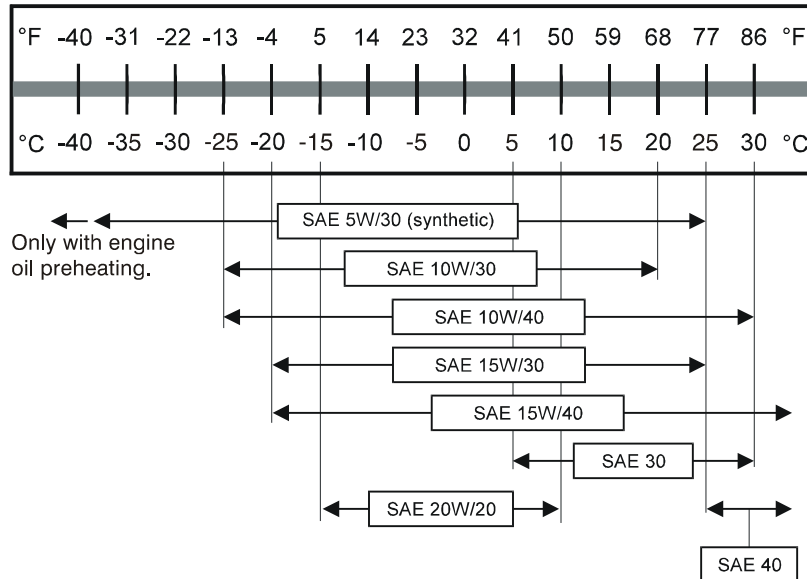 °F -40 -31 -22 -13 -4 5 14 23 32 41 50 59 68 77 86 °F
°C -40 -35 -30 -25 -20 -15 -10 -5 0 5 10 15 20 25 30 °C
SAE 5W/30 (synthetic)
Only with engine
oil preheating.
SAE 10W/30
SAE 10W/40
SAE 15W/30
SAE 15W/40
SAE 30
SAE 20W/20
SAE 40